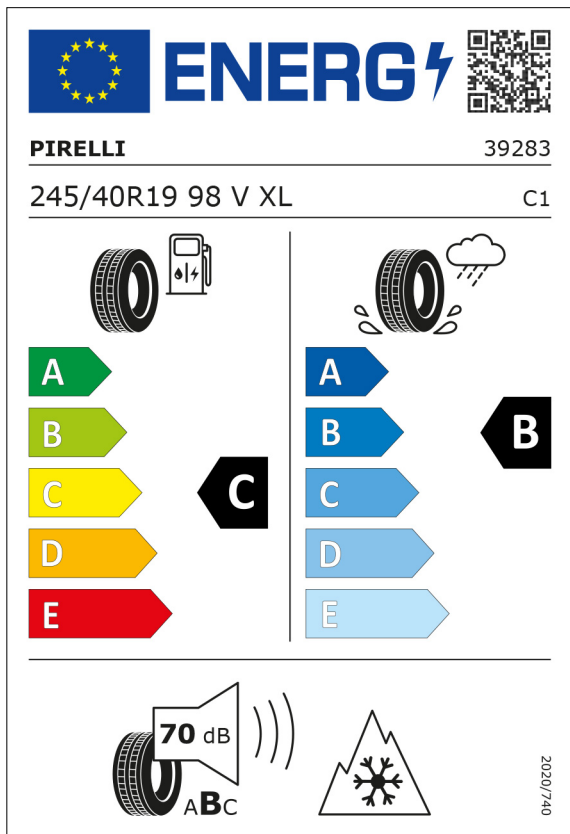 ENERG
PIRELLI 39283
245/40R19 98 V XL C1
A A
B B B
C C C
D D
E E
70 dB
ABC
2020/740